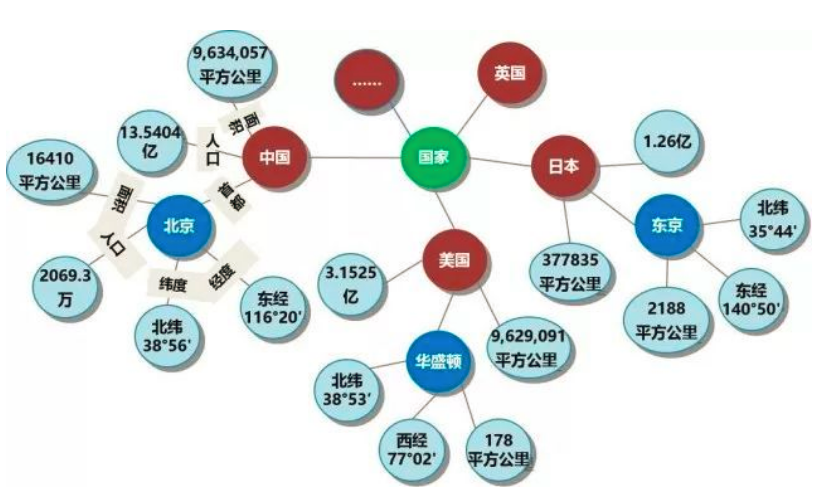 9,634,057
平方公里
......
英国
面积
13.5404
亿
人口
中国
国家
日本
1.26亿
16410
平方公里
面积
首都
北京
人口
2069.3
万
纬度
经度
北纬
38°56'
东经
116°20'
美国
3.1525
亿
9,629,091
平方公里
华盛顿
北纬
38°53'
西经
77°02'
178
平方公里
377835
平方公里
东京
北纬
35°44'
东经
140°50'
2188
平方公里